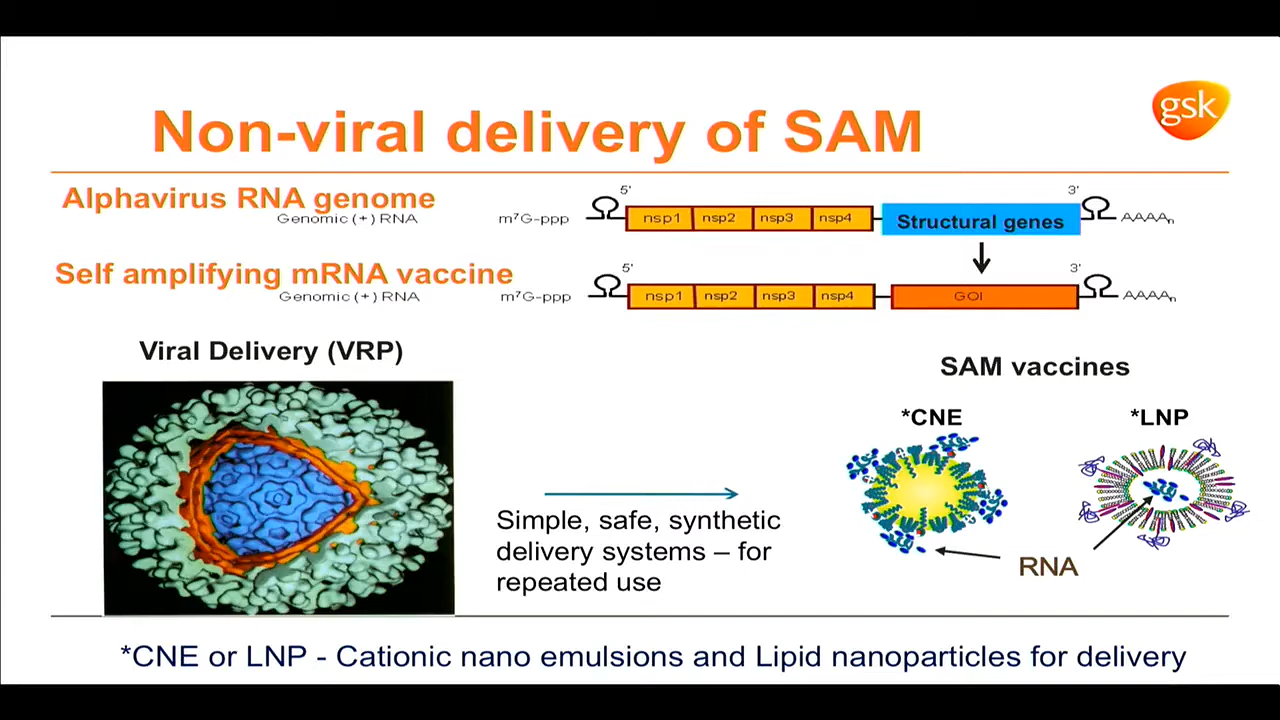 Non-viral delivery of SAM
gsk
Alphavirus RNA genome
Genomic (+) RNA
m⁷G-ppp
5'
nsp1 nsp2 nsp3 nsp4
Structural genes
3'
AAAAₙ
Self amplifying mRNA vaccine
Genomic (+) RNA
m⁷G-ppp
5'
nsp1 nsp2 nsp3 nsp4
GOI
3'
AAAAₙ
Viral Delivery (VRP)
Simple, safe, synthetic
delivery systems – for
repeated use
SAM vaccines
*CNE
*LNP
RNA
*CNE or LNP - Cationic nano emulsions and Lipid nanoparticles for delivery